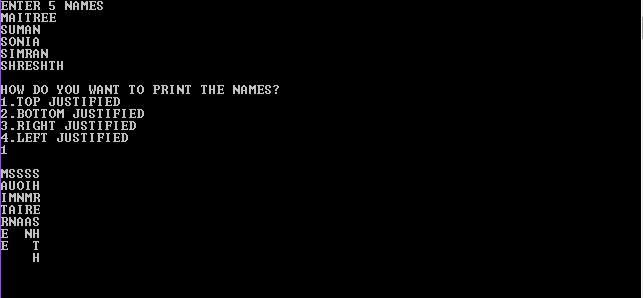 ENTER 5 NAMES
MAITREE
SUMAN
SONIA
SIMRAN
SHRESHTH

HOW DO YOU WANT TO PRINT THE NAMES?
1.TOP JUSTIFIED
2.BOTTOM JUSTIFIED
3.RIGHT JUSTIFIED
4.LEFT JUSTIFIED
1

MSSSS
AUOIH
IMNMR
TAIRE
RNAAS
E  NH
E   T
    H